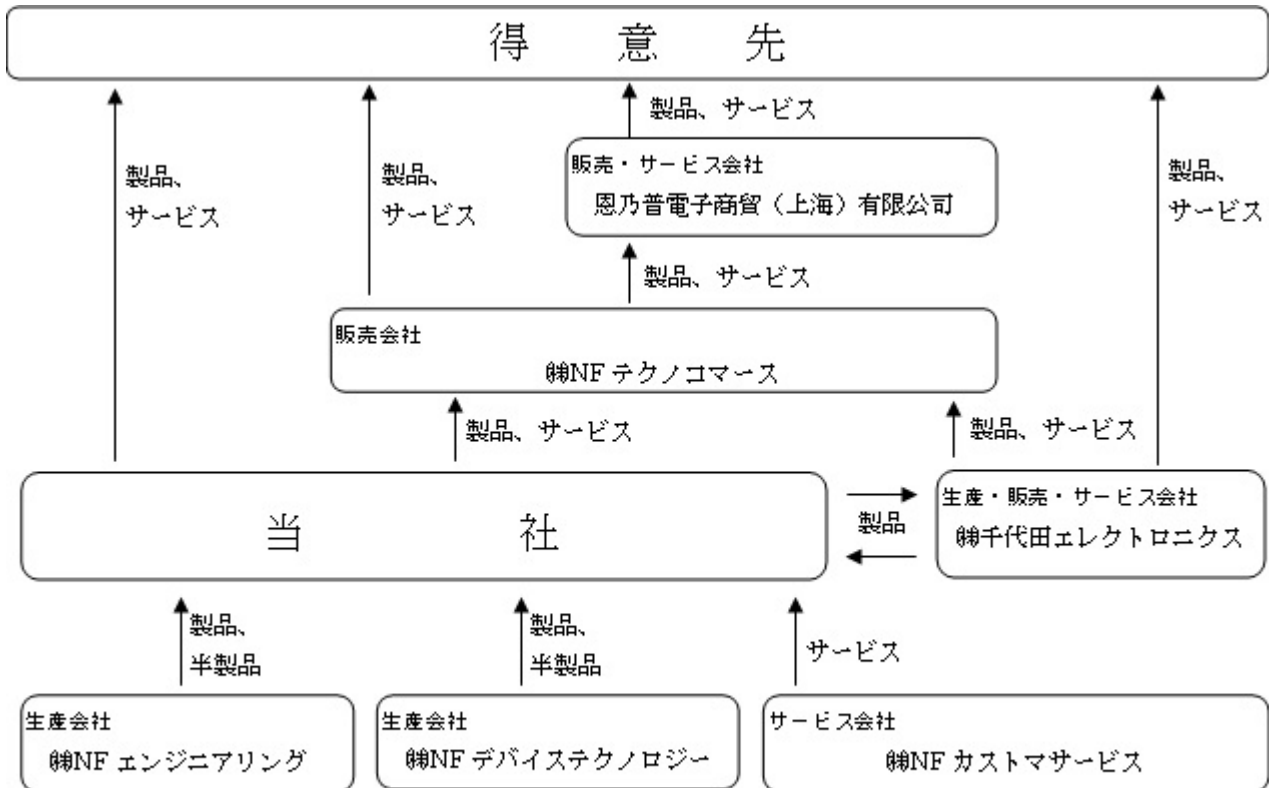 得意先
製品、サービス
販売・サービス会社
恩乃普電子商貿（上海）有限公司
製品、
サービス
製品、
サービス
製品、
サービス
製品、サービス
販売会社
㈱NFテクノコマース
製品、サービス
製品、サービス
当社
製品
生産・販売・サービス会社
㈱千代田エレクトロニクス
製品、
半製品
製品、
半製品
サービス
生産会社
㈱NFエンジニアリング
生産会社
㈱NFデバイステクノロジー
サービス会社
㈱NFカストマサービス